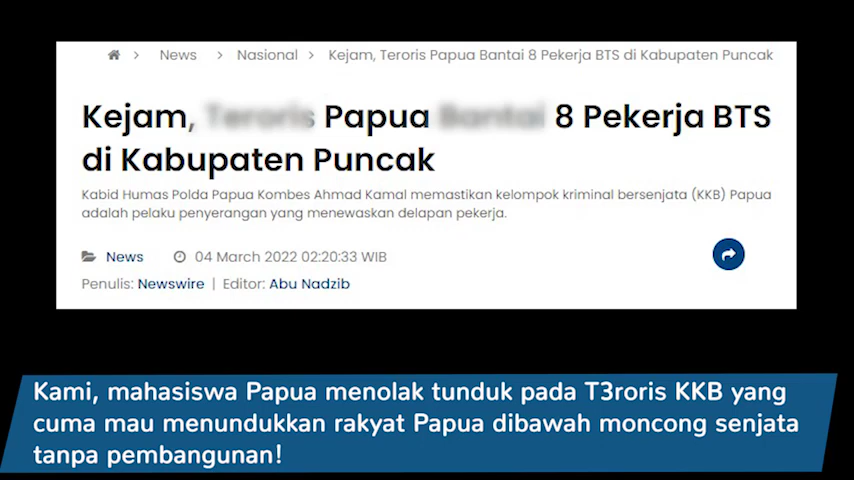 News > Nasional > Kejam, Teroris Papua Bantai 8 Pekerja BTS di Kabupaten Puncak
Kejam, Teroris Papua Bantai 8 Pekerja BTS
di Kabupaten Puncak
Kabid Humas Polda Papua Kombes Ahmad Kamal memastikan kelompok kriminal bersenjata (KKB) Papua
adalah pelaku penyerangan yang menewaskan delapan pekerja.
News 04 March 2022 02:20:33 WIB
Penulis: Newswire | Editor: Abu Nadzib
Kami, mahasiswa Papua menolak tunduk pada T3roris KKB yang
cuma mau menundukkan rakyat Papua dibawah moncong senjata
tanpa pembangunan!